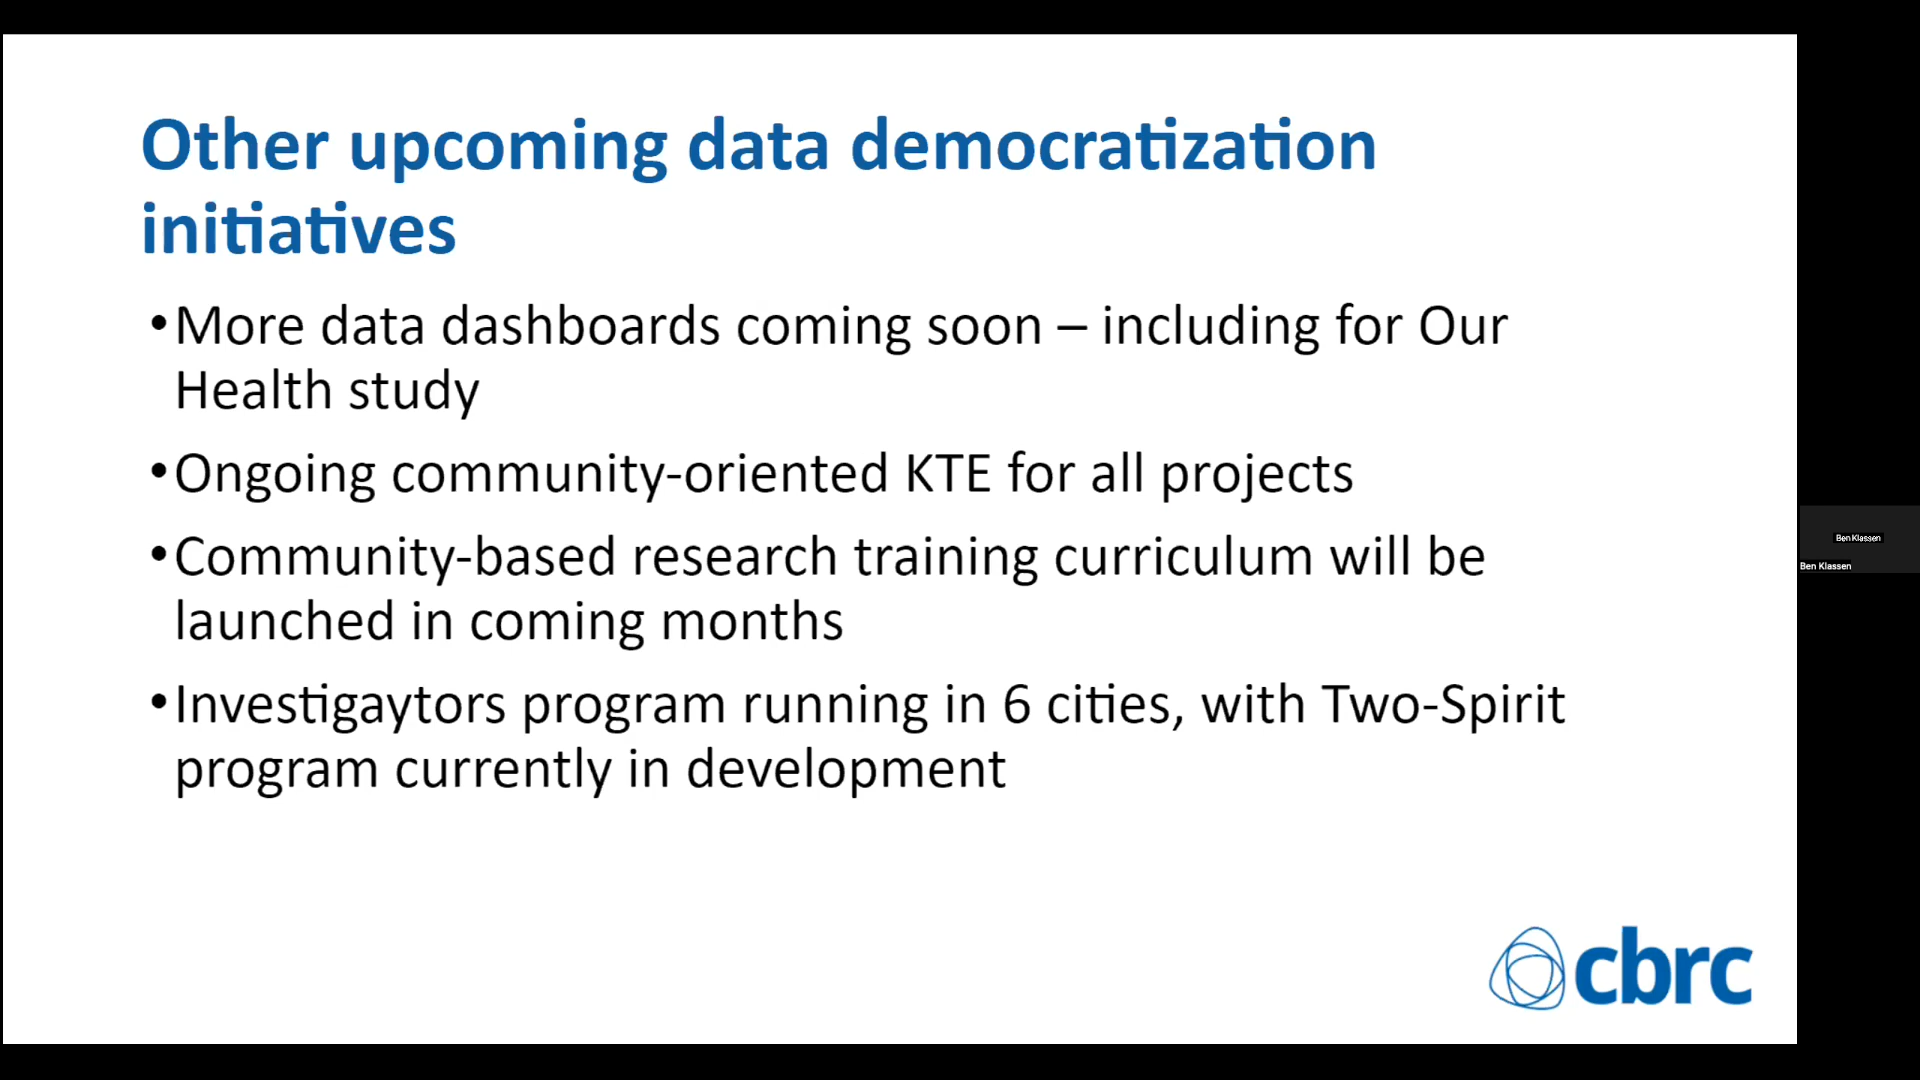 Other upcoming data democratization
initiatives
•More data dashboards coming soon – including for Our
Health study
•Ongoing community-oriented KTE for all projects
•Community-based research training curriculum will be
launched in coming months
•Investigaytors program running in 6 cities, with Two-Spirit
program currently in development
Ben Klassen
Ben Klassen
cbrc